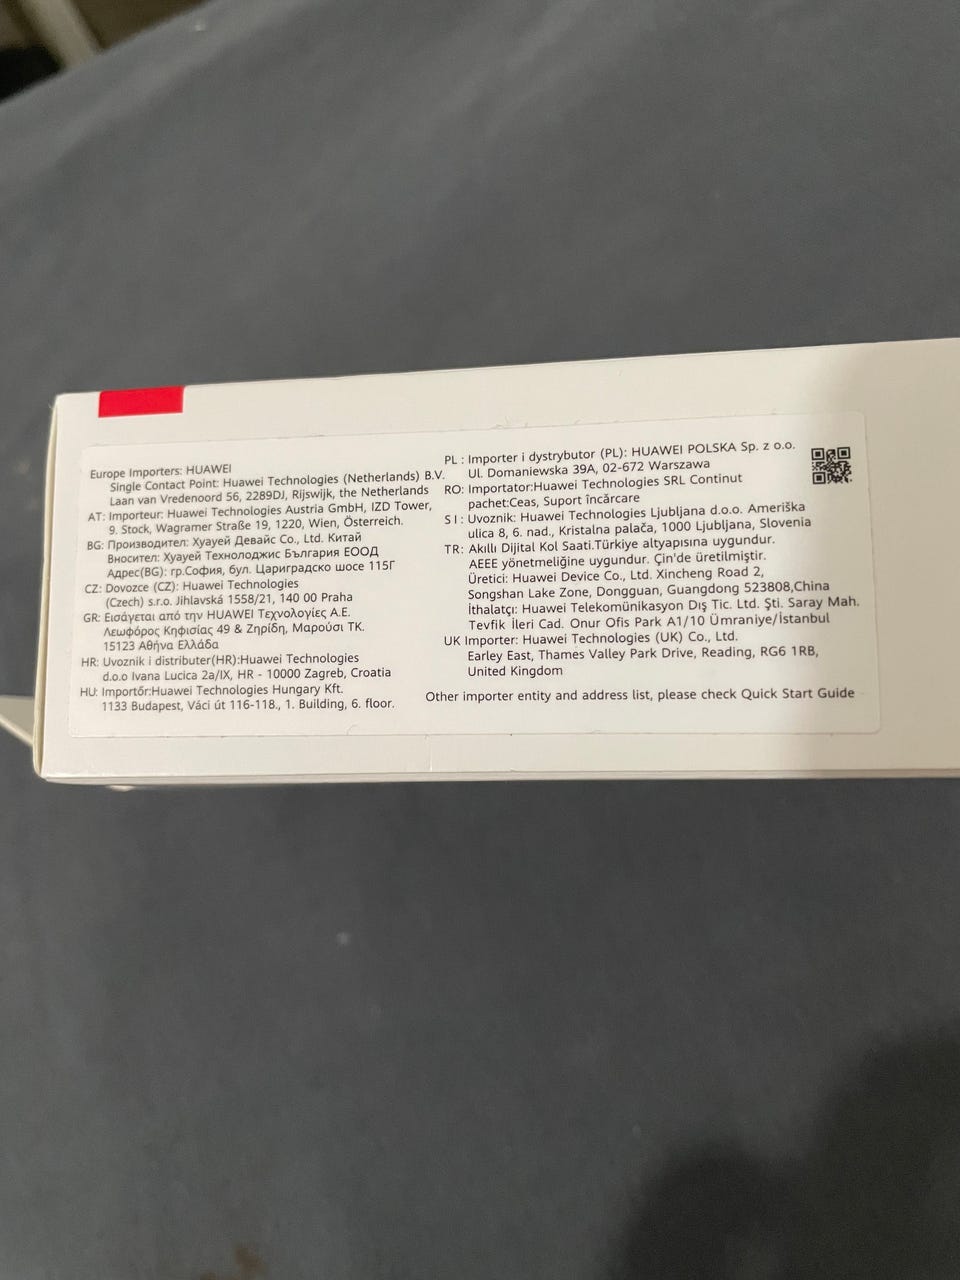 Europe Importers: HUAWEI
Single Contact Point: Huawei Technologies (Netherlands) B.V.
Laan van Vredenoord 56, 2289DJ, Rijswijk, the Netherlands
AT: Importeur: Huawei Technologies Austria GmbH, IZD Tower,
9. Stock, Wagramer Straße 19, 1220, Wien, Österreich.
BG: Производител: Хуауей Девайс Со., Ltd. Китай
Вносител: Хуауей Технолоджис България ЕООД
Адрес(BG): гр.София, бул. Цариградско шосе 115Г
CZ: Dovozce (CZ): Huawei Technologies
(Czech) s.r.o. Jihlavská 1558/21, 140 00 Praha
GR: Εισάγεται από την HUAWEI Τεχνολογίες Α.Ε.
Λεωφόρος Κηφισίας 49 & Ζηρίδη, Μαρούσι ΤΚ.
15123 Αθήνα Ελλάδα
HR: Uvoznik i distributer(HR):Huawei Technologies
d.o.o Ivana Lucica 2a/IX, HR - 10000 Zagreb, Croatia
HU: Importőr:Huawei Technologies Hungary Kft.
1133 Budapest, Váci út 116-118., 1. Building, 6. floor.
PL : Importer i dystrybutor (PL): HUAWEI POLSKA Sp. z o.o.
Ul. Domaniewska 39A, 02-672 Warszawa
RO: Importator:Huawei Technologies SRL Continut
pachet:Ceas, Suport încărcare
S I : Uvoznik: Huawei Technologies Ljubljana d.o.o. Ameriška
ulica 8, 6. nad., Kristalna palača, 1000 Ljubljana, Slovenia
TR: Akıllı Dijital Kol Saati.Türkiye altyapısına uygundur.
AEEE yönetmeliğine uygundur. Çin'de üretilmiştir.
Üretici: Huawei Device Co., Ltd. Xincheng Road 2,
Songshan Lake Zone, Dongguan, Guangdong 523808,China
İthalatçı: Huawei Telekomünikasyon Dış Tic. Ltd. Şti. Saray Mah.
Tevfik İleri Cad. Onur Ofis Park A1/10 Ümraniye/İstanbul
UK Importer: Huawei Technologies (UK) Co., Ltd.
Earley East, Thames Valley Park Drive, Reading, RG6 1RB,
United Kingdom
Other importer entity and address list, please check Quick Start Guide